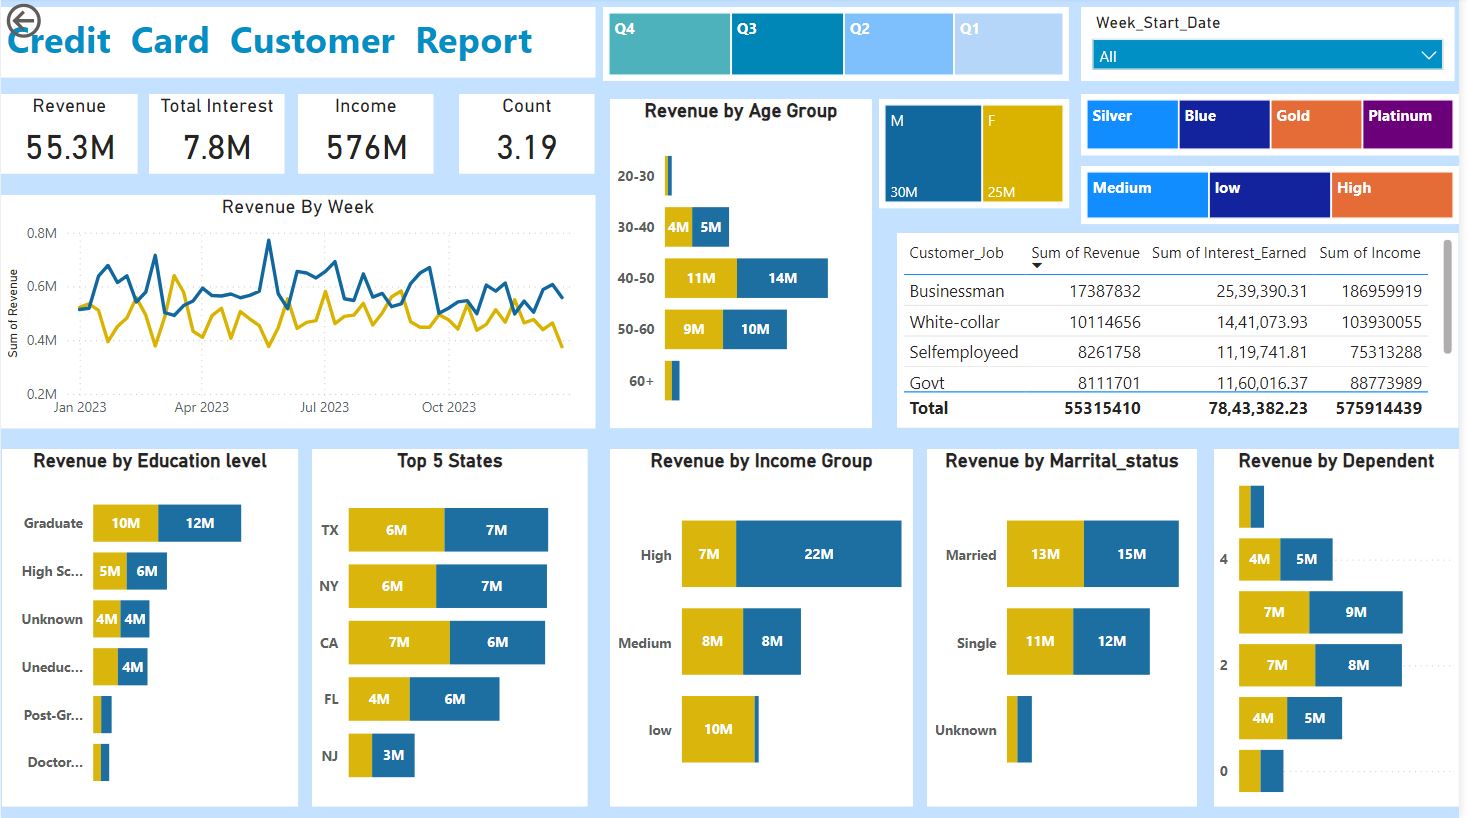 Credit Card Customer Report
Q4 Q3 Q2 Q1
Week_Start_Date
All
Revenue
55.3M
Total Interest
7.8M
Income
576M
Count
3.19
Silver Blue Gold Platinum
Medium low High
M F
30M 25M
Revenue By Week
Sum of Revenue
0.8M
0.6M
0.4M
0.2M
Jan 2023 Apr 2023 Jul 2023 Oct 2023
Revenue by Age Group
20-30
30-40 4M 5M
40-50 11M 14M
50-60 9M 10M
60+
Customer_Job Sum of Revenue Sum of Interest_Earned Sum of Income
Businessman 17387832 25,39,390.31 186959919
White-collar 10114656 14,41,073.93 103930055
Selfemployeed 8261758 11,19,741.81 75313288
Govt 8111701 11,60,016.37 88773989
Total 55315410 78,43,382.23 575914439
Revenue by Education level
Graduate 10M 12M
High Sc... 5M 6M
Unknown 4M 4M
Uneduc... 4M
Post-Gr...
Doctor...
Top 5 States
TX 6M 7M
NY 6M 7M
CA 7M 6M
FL 4M 6M
NJ 3M
Revenue by Income Group
High 7M 22M
Medium 8M 8M
low 10M
Revenue by Marrital_status
Married 13M 15M
Single 11M 12M
Unknown
Revenue by Dependent
4 4M 5M
7M 9M
2 7M 8M
4M 5M
0